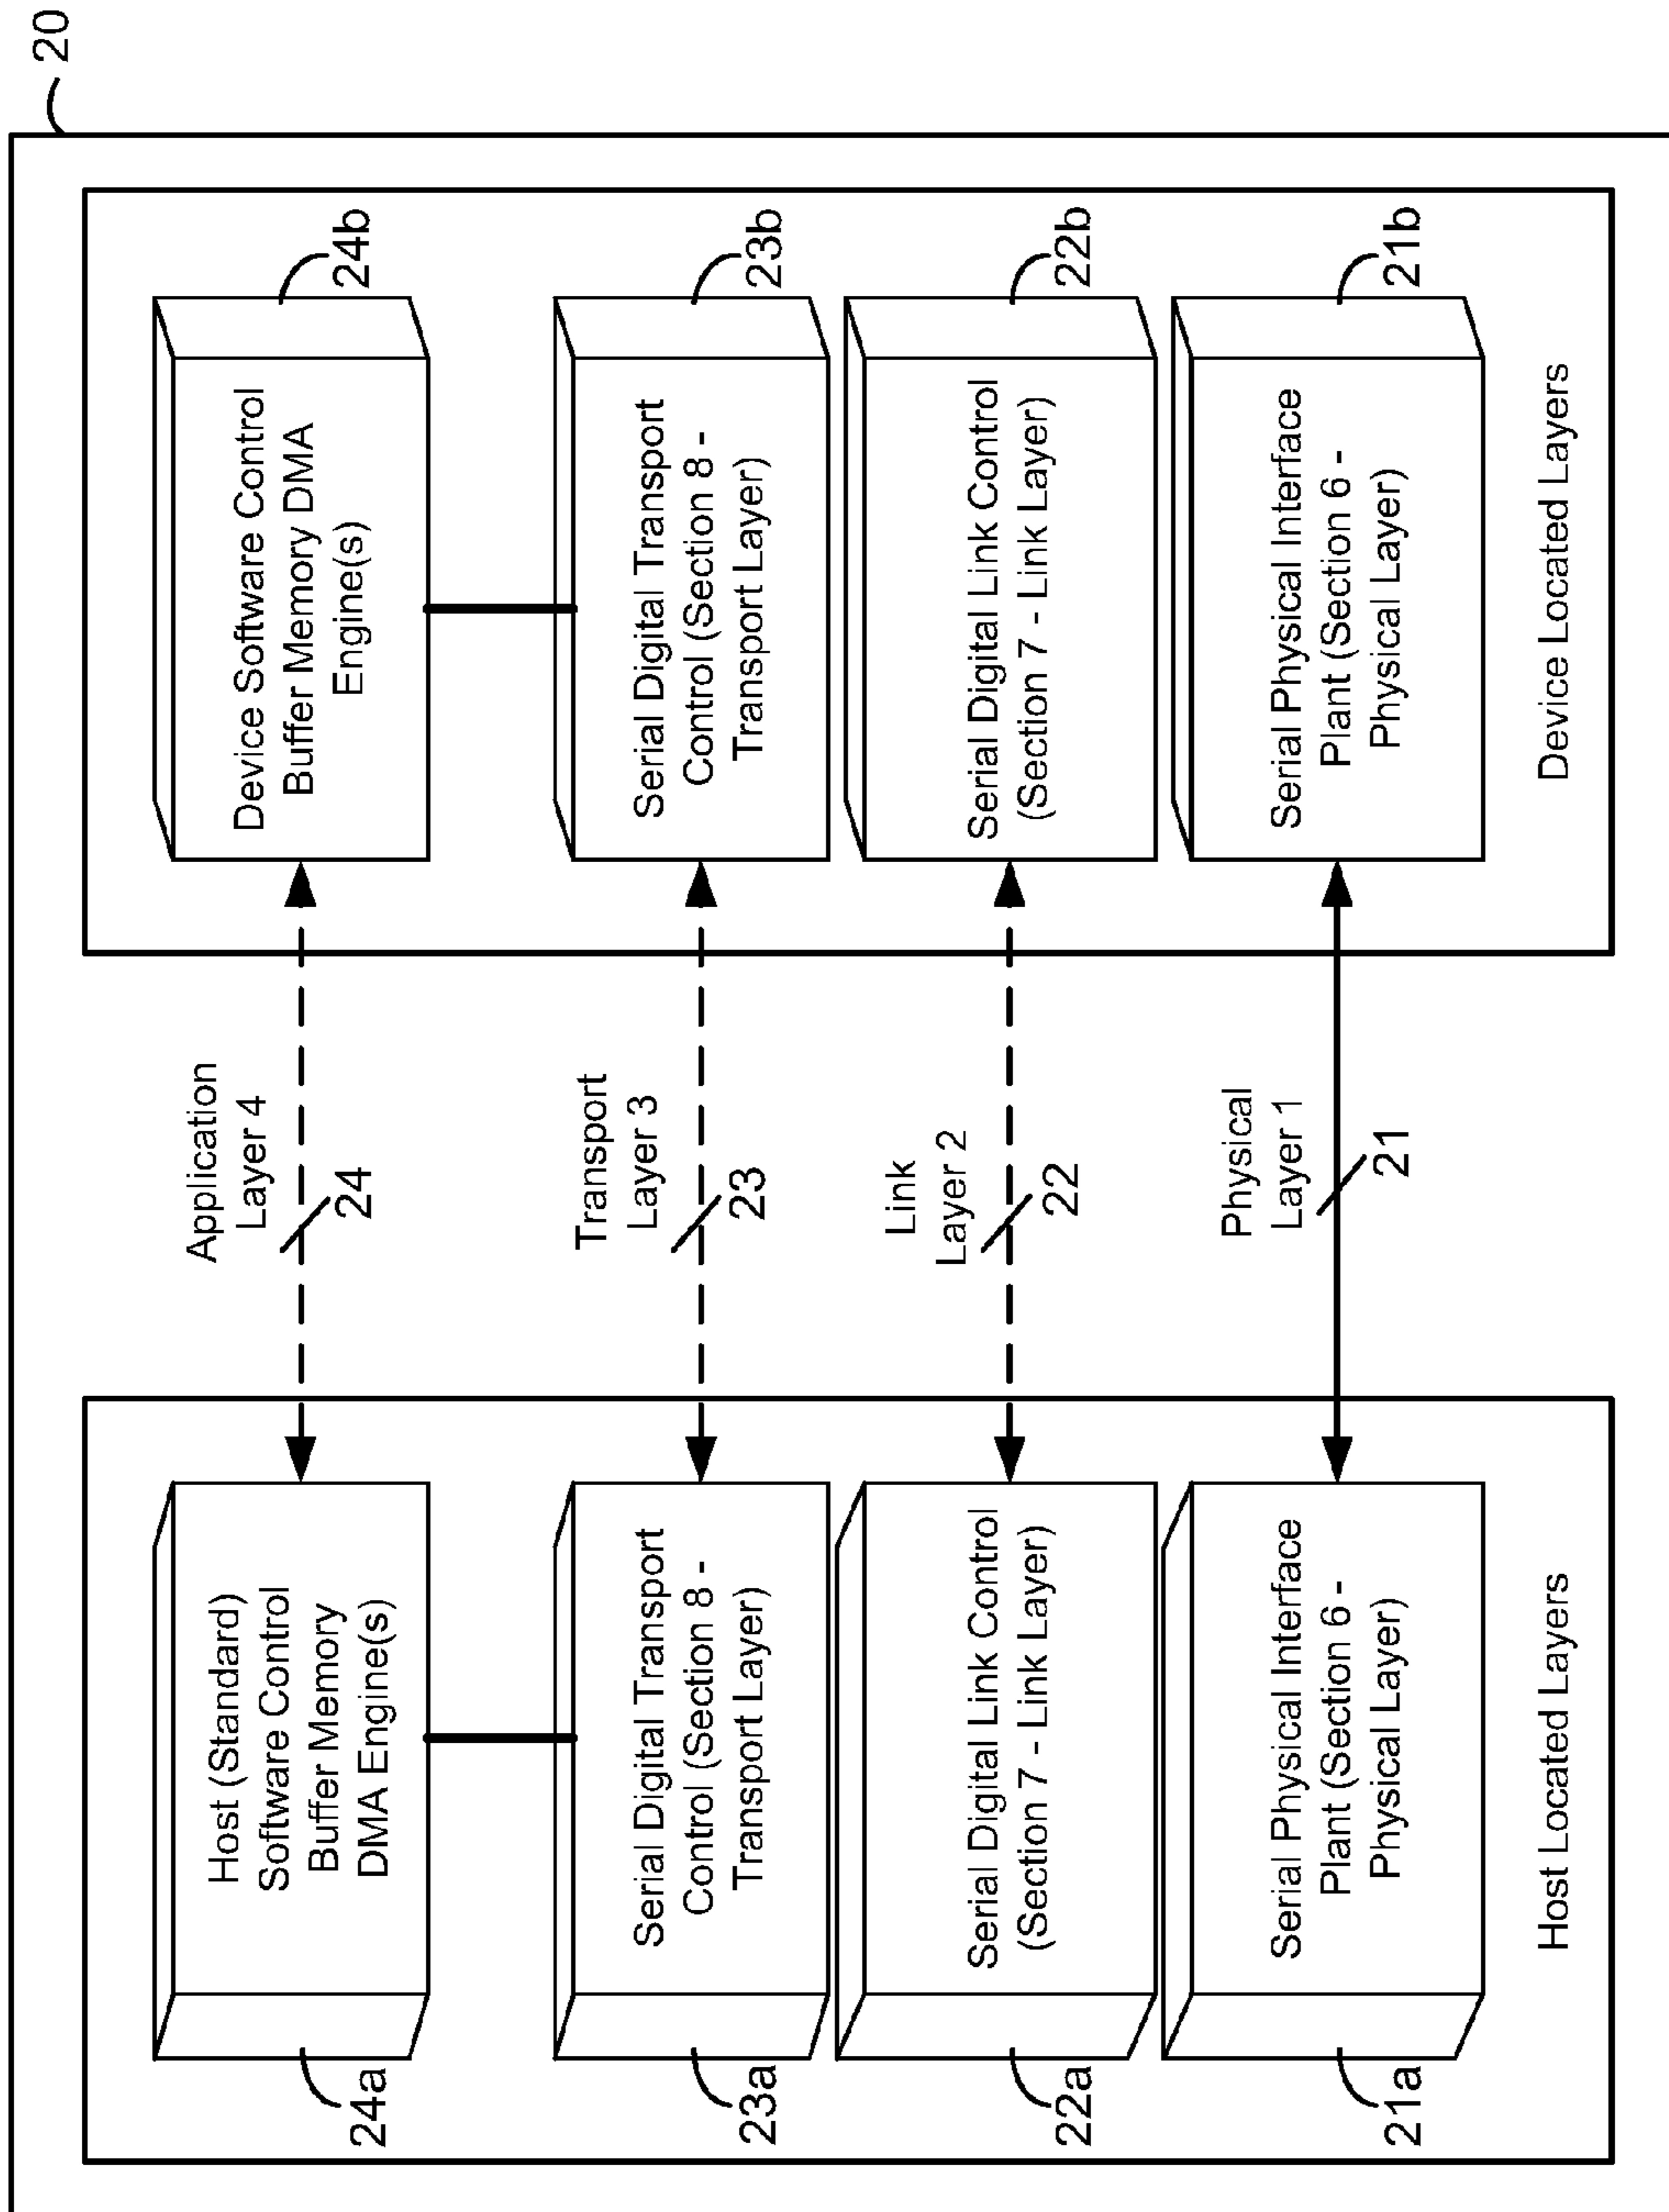 20
Host (Standard)
Software Control
Buffer Memory
DMA Engine(s)
24a
Application
Layer 4
24
Device Software Control
Buffer Memory DMA
Engine(s)
24b
Serial Digital Transport
Control (Section 8 -
Transport Layer)
23a
Transport
Layer 3
23
Serial Digital Transport
Control (Section 8 -
Transport Layer)
23b
Serial Digital Link Control
(Section 7 - Link Layer)
22a
Link
Layer 2
22
Serial Digital Link Control
(Section 7 - Link Layer)
22b
Serial Physical Interface
Plant (Section 6 -
Physical Layer)
21a
Physical
Layer 1
21
Serial Physical Interface
Plant (Section 6 -
Physical Layer)
21b
Host Located Layers
Device Located Layers